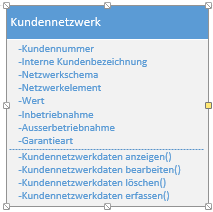 Kundennetzwerk
-Kundennummer
-Interne Kundenbezeichnung
-Netzwerkschema
-Netzwerkelement
-Wert
-Inbetriebnahme
-Ausserbetriebnahme
-Garantieart
-Kundennetzwerkdaten anzeigen()
-Kundennetzwerkdaten bearbeiten()
-Kundennetzwerkdaten löschen()
-Kundennetzwerkdaten erfassen()